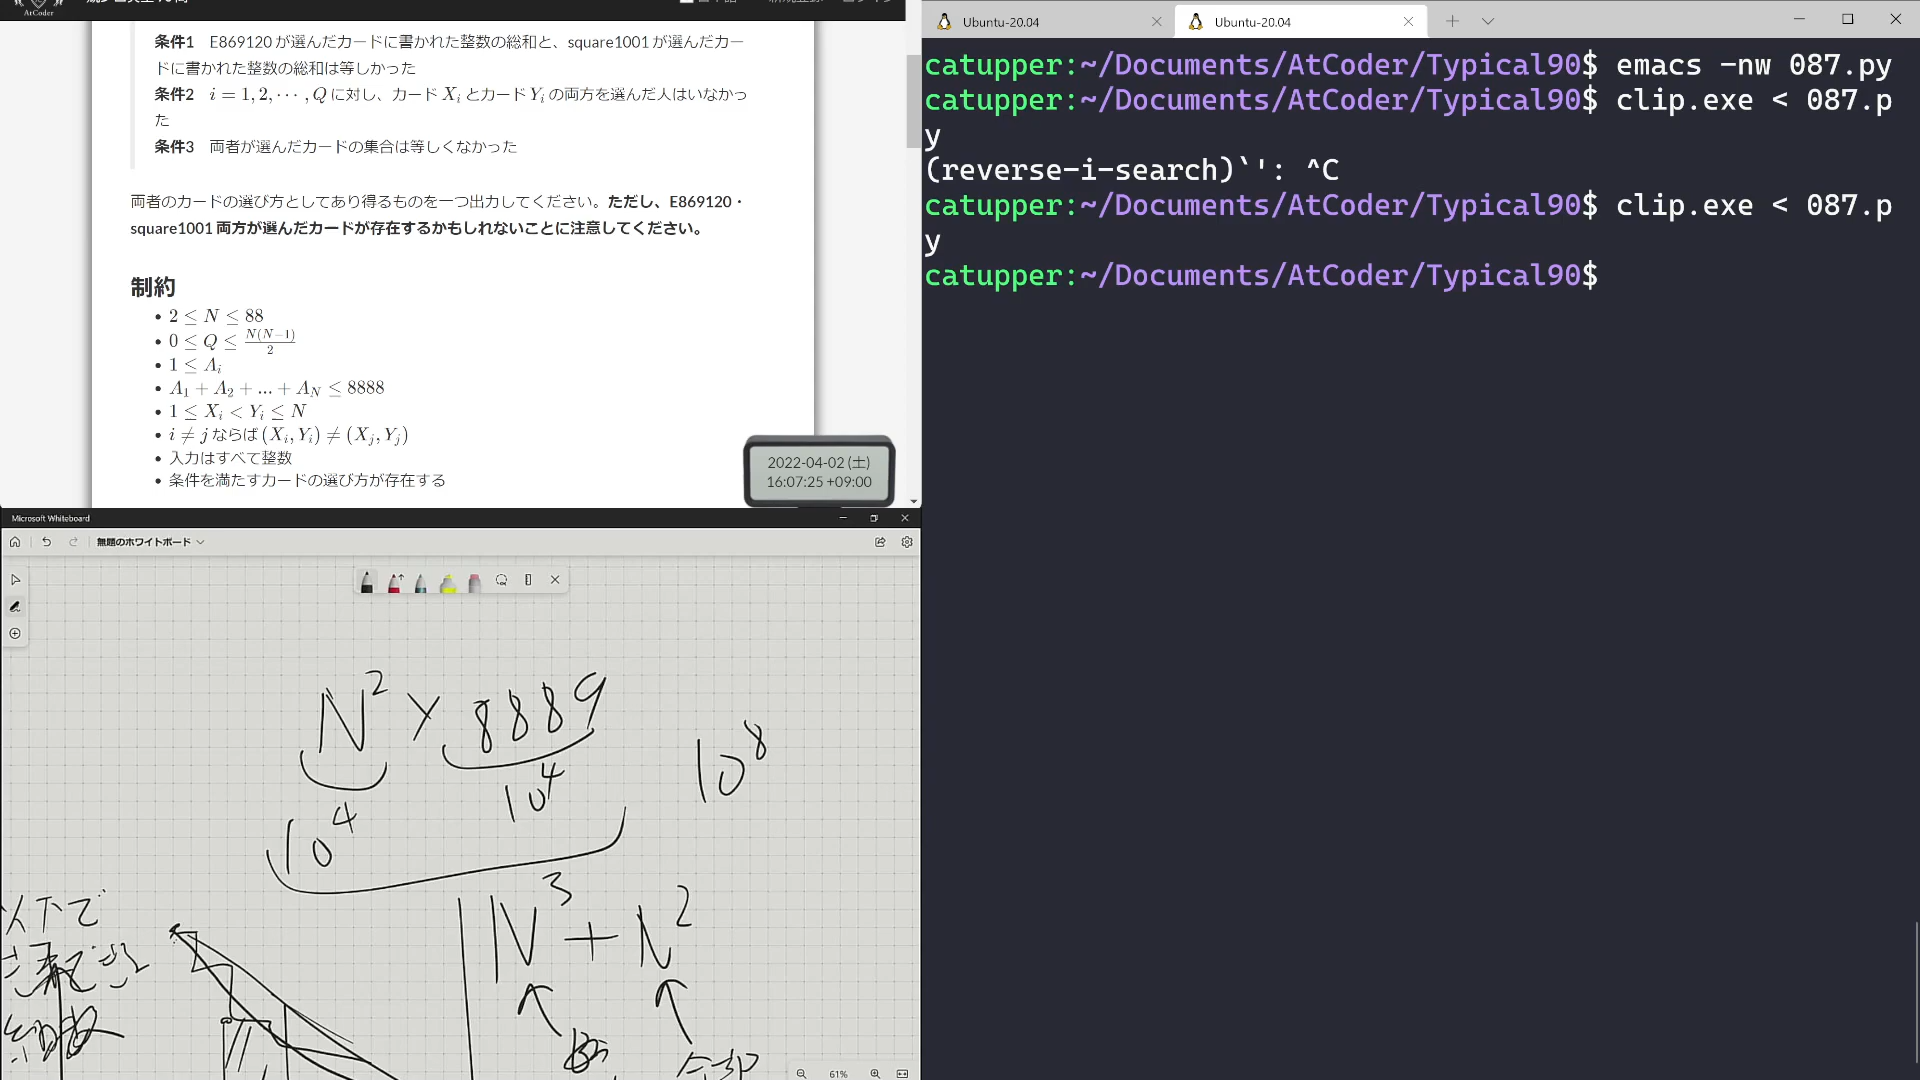 AtCoder
条件1 E869120 が選んだカードに書かれた整数の総和と、square1001 が選んだカー
ドに書かれた整数の総和は等しかった
条件2 i = 1, 2, ⋯ , Q に対し、カード Xi とカード Yi の両方を選んだ人はいなかっ
た
条件3 両者が選んだカードの集合は等しくなかった
両者のカードの選び方としてあり得るものを一つ出力してください。ただし、E869120・
square1001 両方が選んだカードが存在するかもしれないことに注意してください。
制約
• 2 ≤ N ≤ 88
• 0 ≤ Q ≤ N(N−1)/2
• 1 ≤ Ai
• A1 + A2 + ... + AN ≤ 8888
• 1 ≤ Xi < Yi ≤ N
• i ≠ j ならば (Xi, Yi) ≠ (Xj, Yj)
• 入力はすべて整数
• 条件を満たすカードの選び方が存在する
2022-04-02 (土)
16:07:25 +09:00
Microsoft Whiteboard
無題のホワイトボード
N² × 8889
10⁴
10⁴
10⁸
N³ + N²
以下で
61%
Ubuntu-20.04
Ubuntu-20.04
catupper:~/Documents/AtCoder/Typical90$ emacs -nw 087.py
catupper:~/Documents/AtCoder/Typical90$ clip.exe < 087.p
y
(reverse-i-search)`': ^C
catupper:~/Documents/AtCoder/Typical90$ clip.exe < 087.p
y
catupper:~/Documents/AtCoder/Typical90$